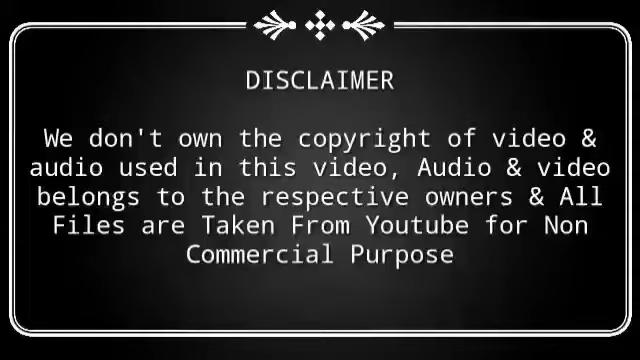 DISCLAIMER
We don't own the copyright of video &
audio used in this video, Audio & video
belongs to the respective owners & All
Files are Taken From Youtube for Non
Commercial Purpose